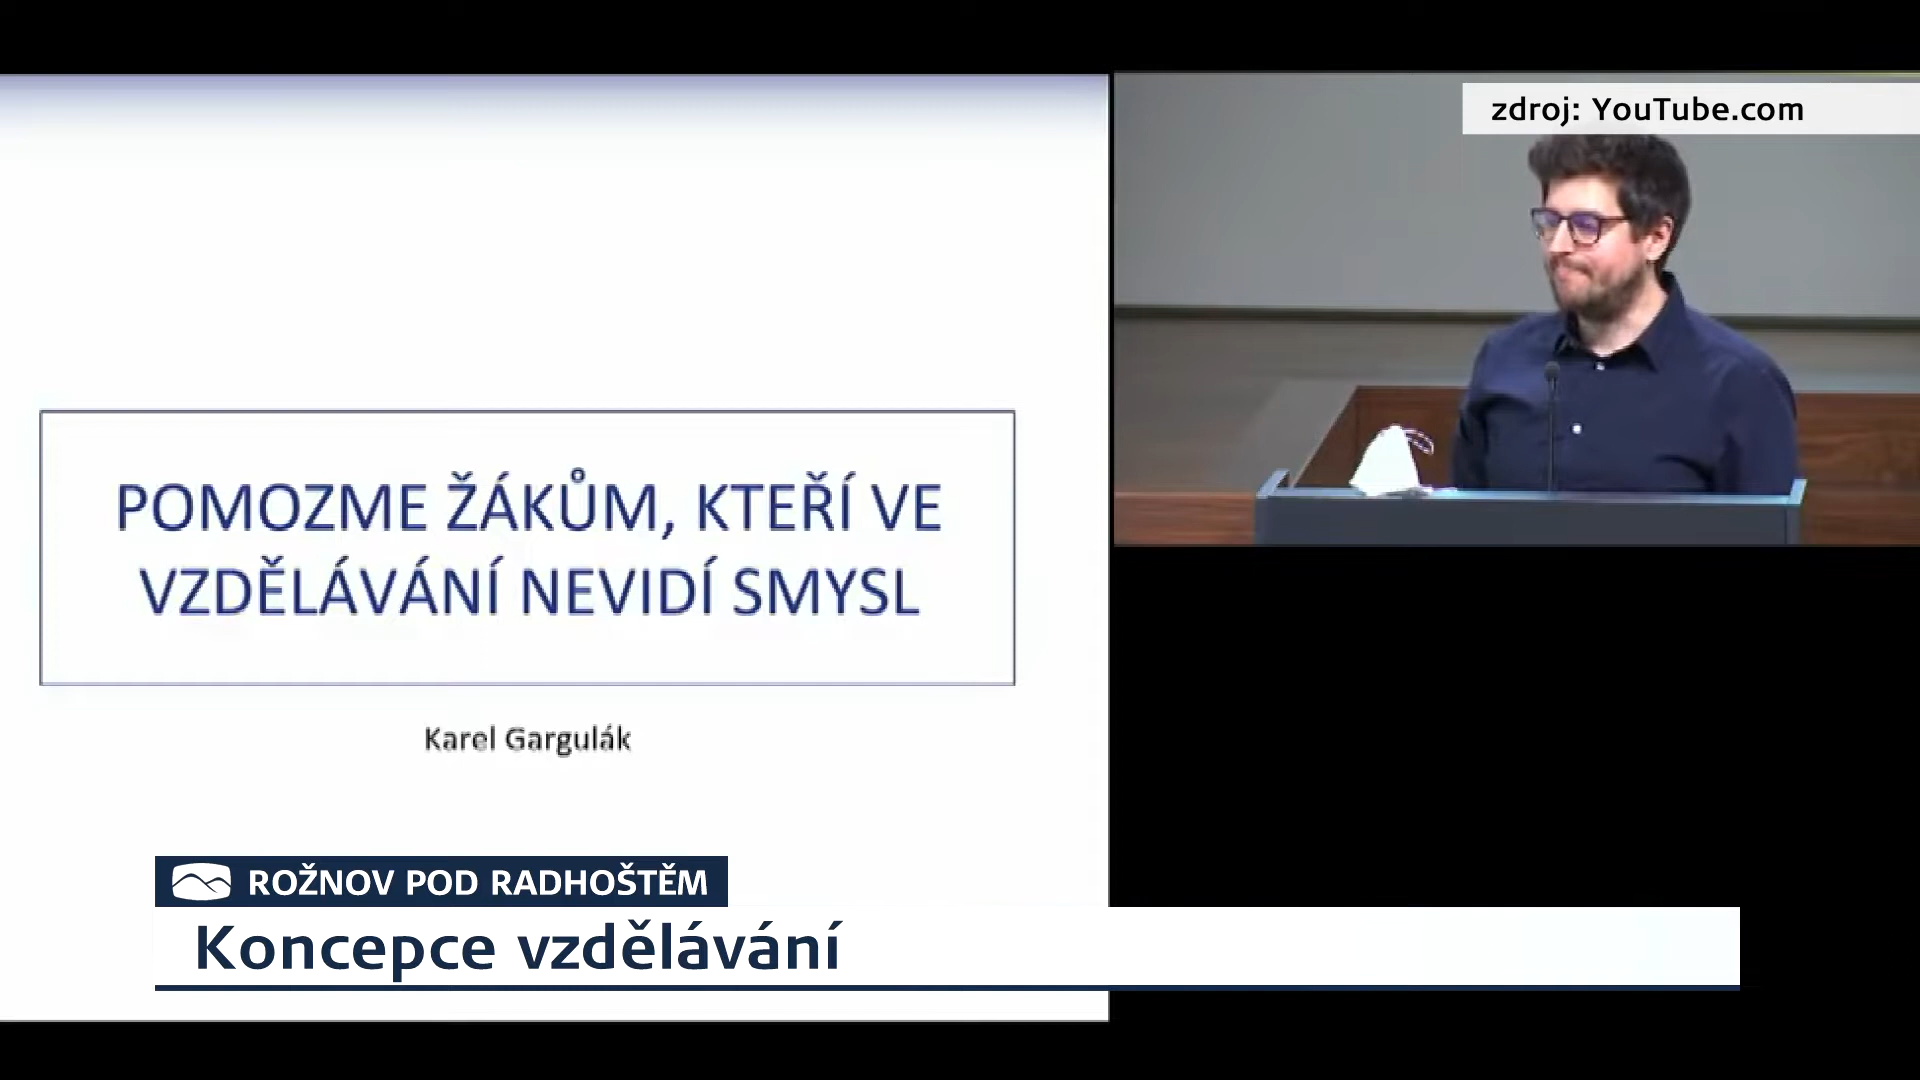 zdroj: YouTube.com
POMOZME ŽÁKŮM, KTEŘÍ VE
VZDĚLÁVÁNÍ NEVIDÍ SMYSL
Karel Gargulák
ROŽNOV POD RADHOŠTĚM
Koncepce vzdělávání